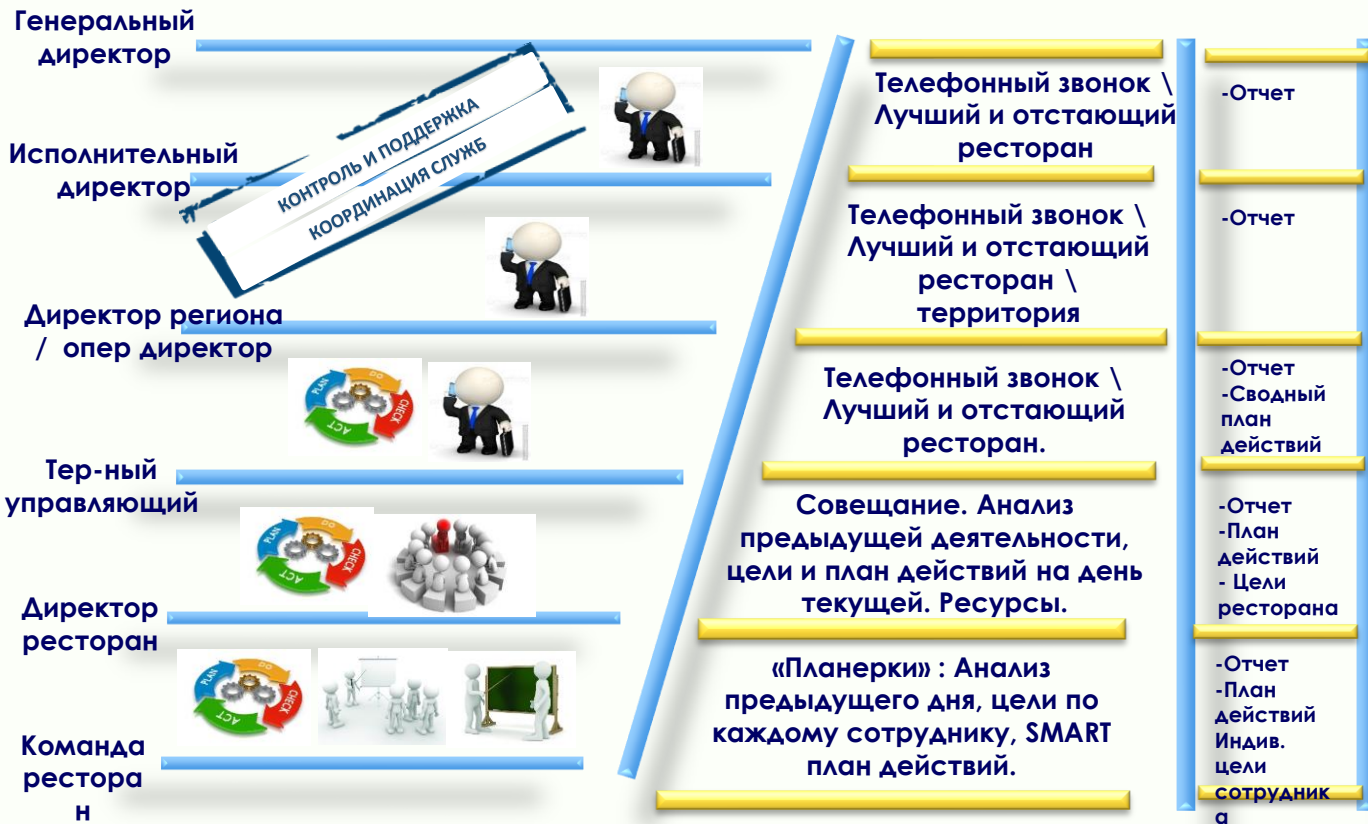 Генеральный
директор
КОНТРОЛЬ И ПОДДЕРЖКА
КООРДИНАЦИЯ СЛУЖБ
Телефонный звонок \
Лучший и отстающий
ресторан
-Отчет
Исполнительный
директор
Телефонный звонок \
Лучший и отстающий
ресторан \
территория
-Отчет
Директор региона
/ опер директор
PLAN
DO
CHECK
ACT
Телефонный звонок \
Лучший и отстающий
ресторан.
-Отчет
-Сводный
план
действий
Тер-ный
управляющий
PLAN
DO
CHECK
ACT
Совещание. Анализ
предыдущей деятельности,
цели и план действий на день
текущей. Ресурсы.
-Отчет
-План
действий
- Цели
ресторана
Директор
ресторан
PLAN
DO
CHECK
ACT
«Планерки» : Анализ
предыдущего дня, цели по
каждому сотруднику, SMART
план действий.
-Отчет
-План
действий
Индив.
цели
сотрудник
а
Команда
рестора
н